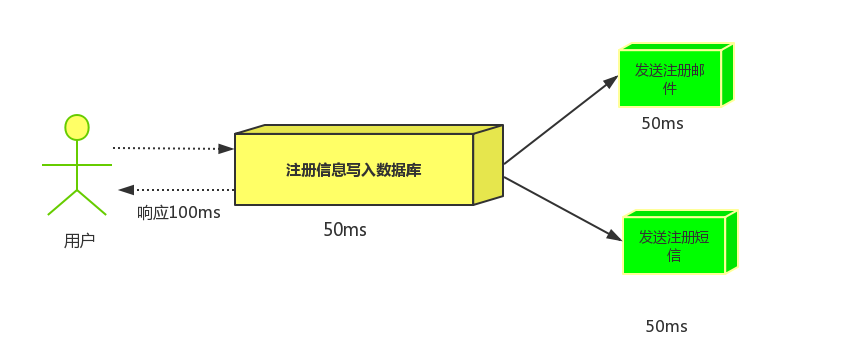 发送注册邮
件
50ms
注册信息写入数据库
响应100ms
50ms
用户
发送注册短
信
50ms